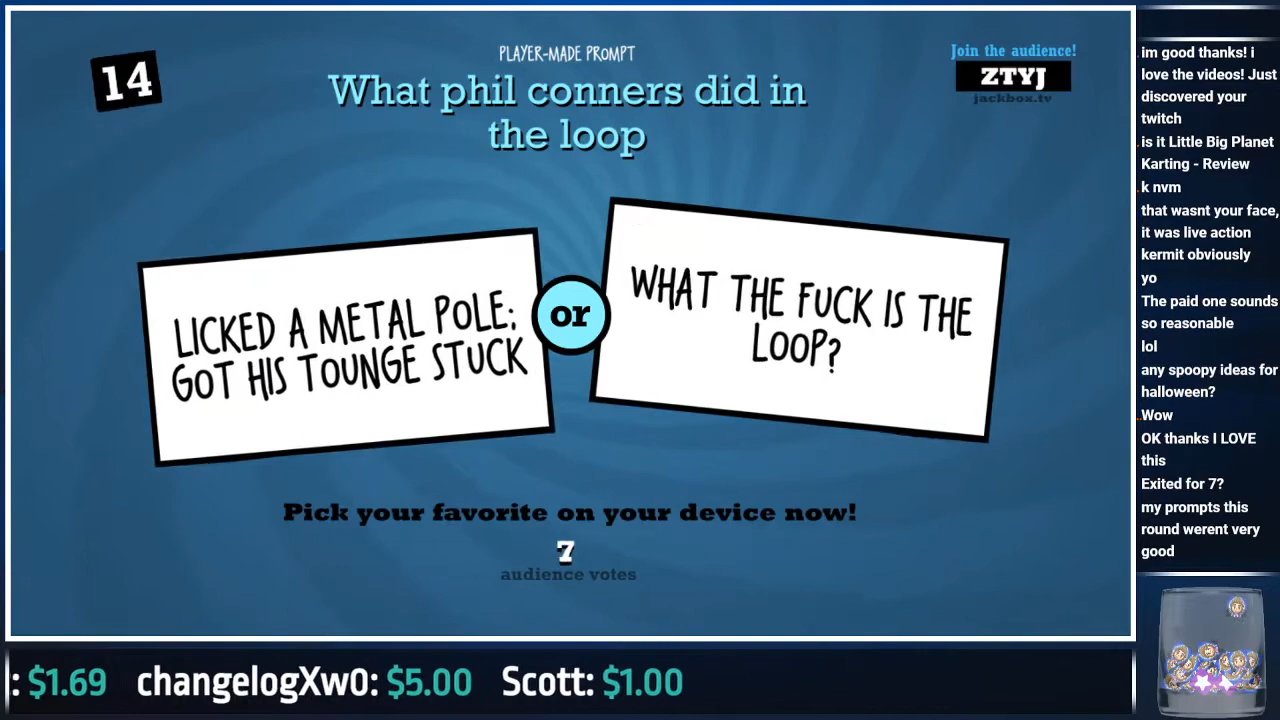 14
PLAYER-MADE PROMPT
What phil conners did in
the loop
Join the audience!
ZTYJ
jackbox.tv
LICKED A METAL POLE;
GOT HIS TOUNGE STUCK
or
WHAT THE FUCK IS THE
LOOP?
Pick your favorite on your device now!
7
audience votes
: $1.69 changelogXw0: $5.00 Scott: $1.00
im good thanks! i
love the videos! Just
discovered your
twitch
is it Little Big Planet
Karting - Review
k nvm
that wasnt your face,
it was live action
kermit obviously
yo
The paid one sounds
so reasonable
lol
any spoopy ideas for
halloween?
Wow
OK thanks I LOVE
this
Exited for 7?
my prompts this
round werent very
good